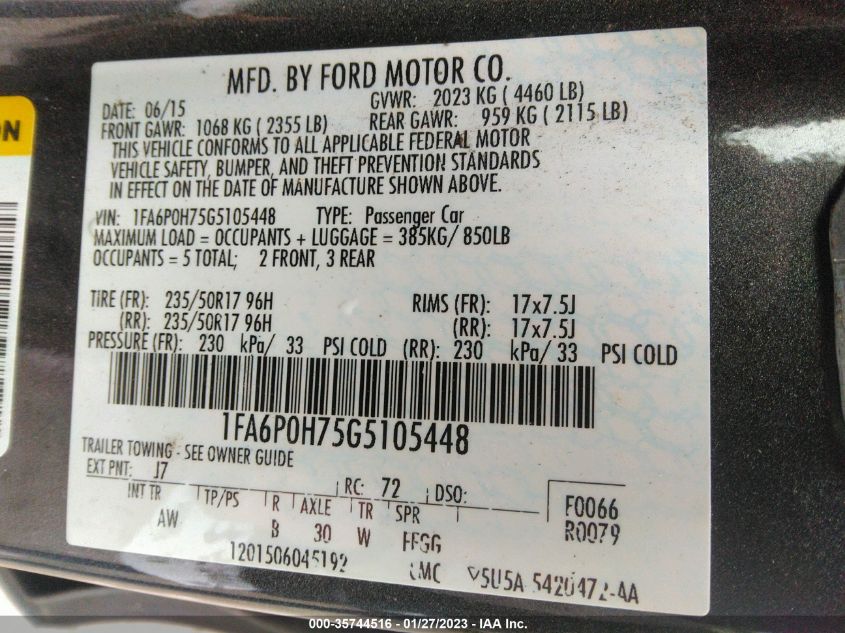 ON
MFD. BY FORD MOTOR CO.
DATE: 06/15 GVWR: 2023 KG ( 4460 LB)
FRONT GAWR: 1068 KG ( 2355 LB) REAR GAWR: 959 KG ( 2115 LB)
THIS VEHICLE CONFORMS TO ALL APPLICABLE FEDERAL MOTOR
VEHICLE SAFETY, BUMPER, AND THEFT PREVENTION STANDARDS
IN EFFECT ON THE DATE OF MANUFACTURE SHOWN ABOVE.
VIN: 1FA6P0H75G5105448 TYPE: Passenger Car
MAXIMUM LOAD = OCCUPANTS + LUGGAGE = 385KG/ 850LB
OCCUPANTS = 5 TOTAL; 2 FRONT, 3 REAR
TIRE (FR): 235/50R17 96H RIMS (FR): 17x7.5J
(RR): 235/50R17 96H (RR): 17x7.5J
PRESSURE (FR): 230 kPa/ 33 PSI COLD (RR): 230 kPa/ 33 PSI COLD
1FA6P0H75G5105448
TRAILER TOWING - SEE OWNER GUIDE
EXT PNT: J7 RC: 72 DSO:
INT TR TP/PS R AXLE TR SPR F0066
AW B 30 W FFGG R0079
1201506045192 5U5A-5420472-AA
000-35744516 - 01/27/2023 - IAA Inc.